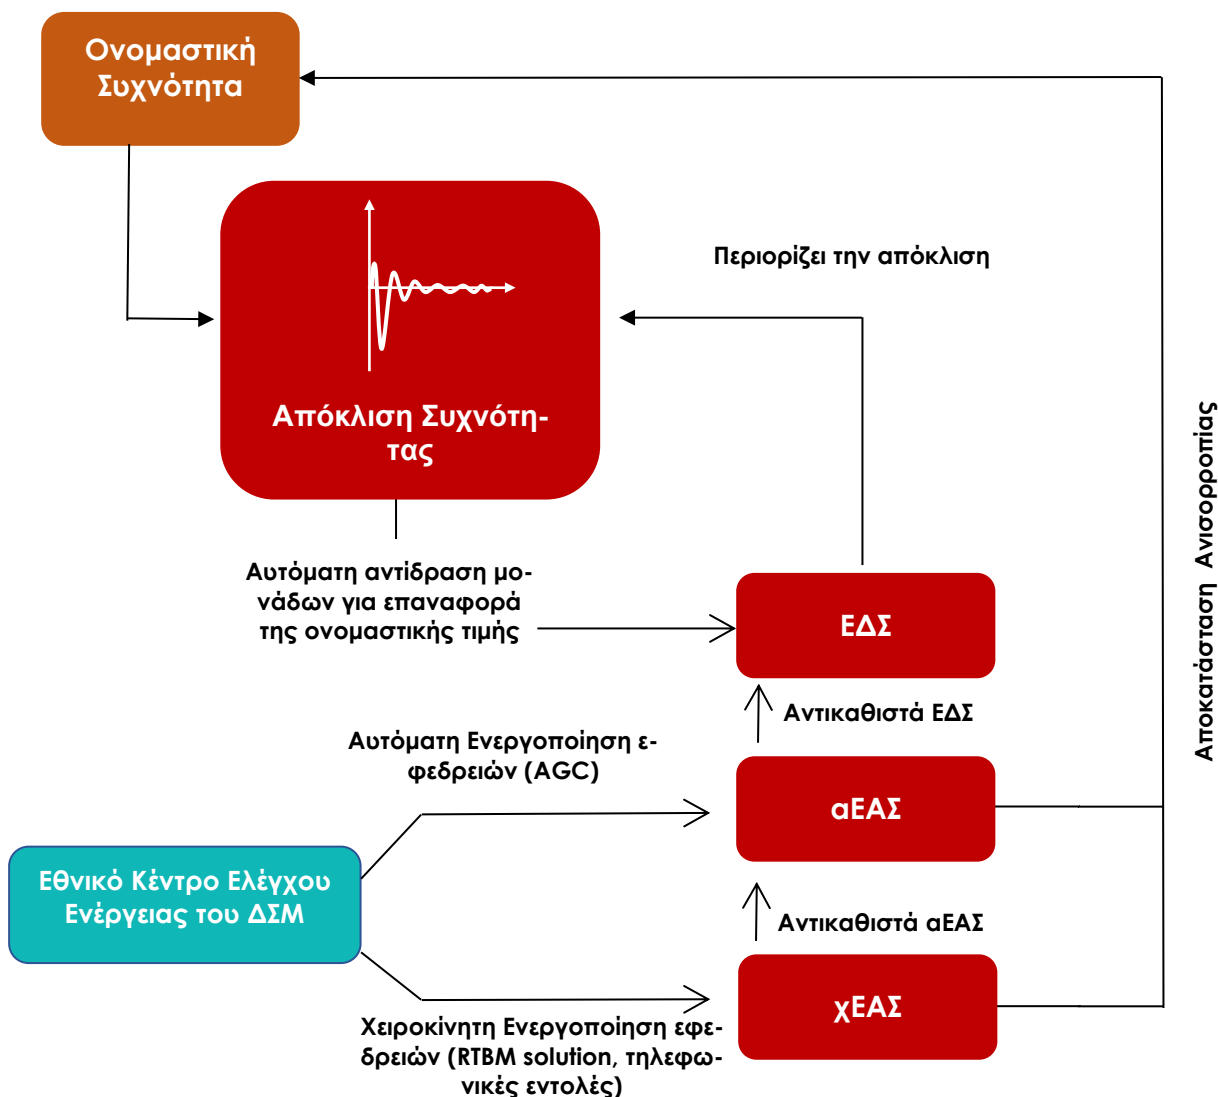 Ονομαστική
Συχνότητα
Περιορίζει την απόκλιση
Απόκλιση Συχνότη-
τας
Αυτόματη αντίδραση μο-
νάδων για επαναφορά
της ονομαστικής τιμής
ΕΔΣ
Αντικαθιστά ΕΔΣ
Αυτόματη Ενεργοποίηση ε-
φεδρειών (AGC)
αΕΑΣ
Εθνικό Κέντρο Ελέγχου
Ενέργειας του ΔΣΜ
Αντικαθιστά αΕΑΣ
χΕΑΣ
Χειροκίνητη Ενεργοποίηση εφε-
δρειών (RTBM solution, τηλεφω-
νικές εντολές)
Αποκατάσταση Ανισορροπίας